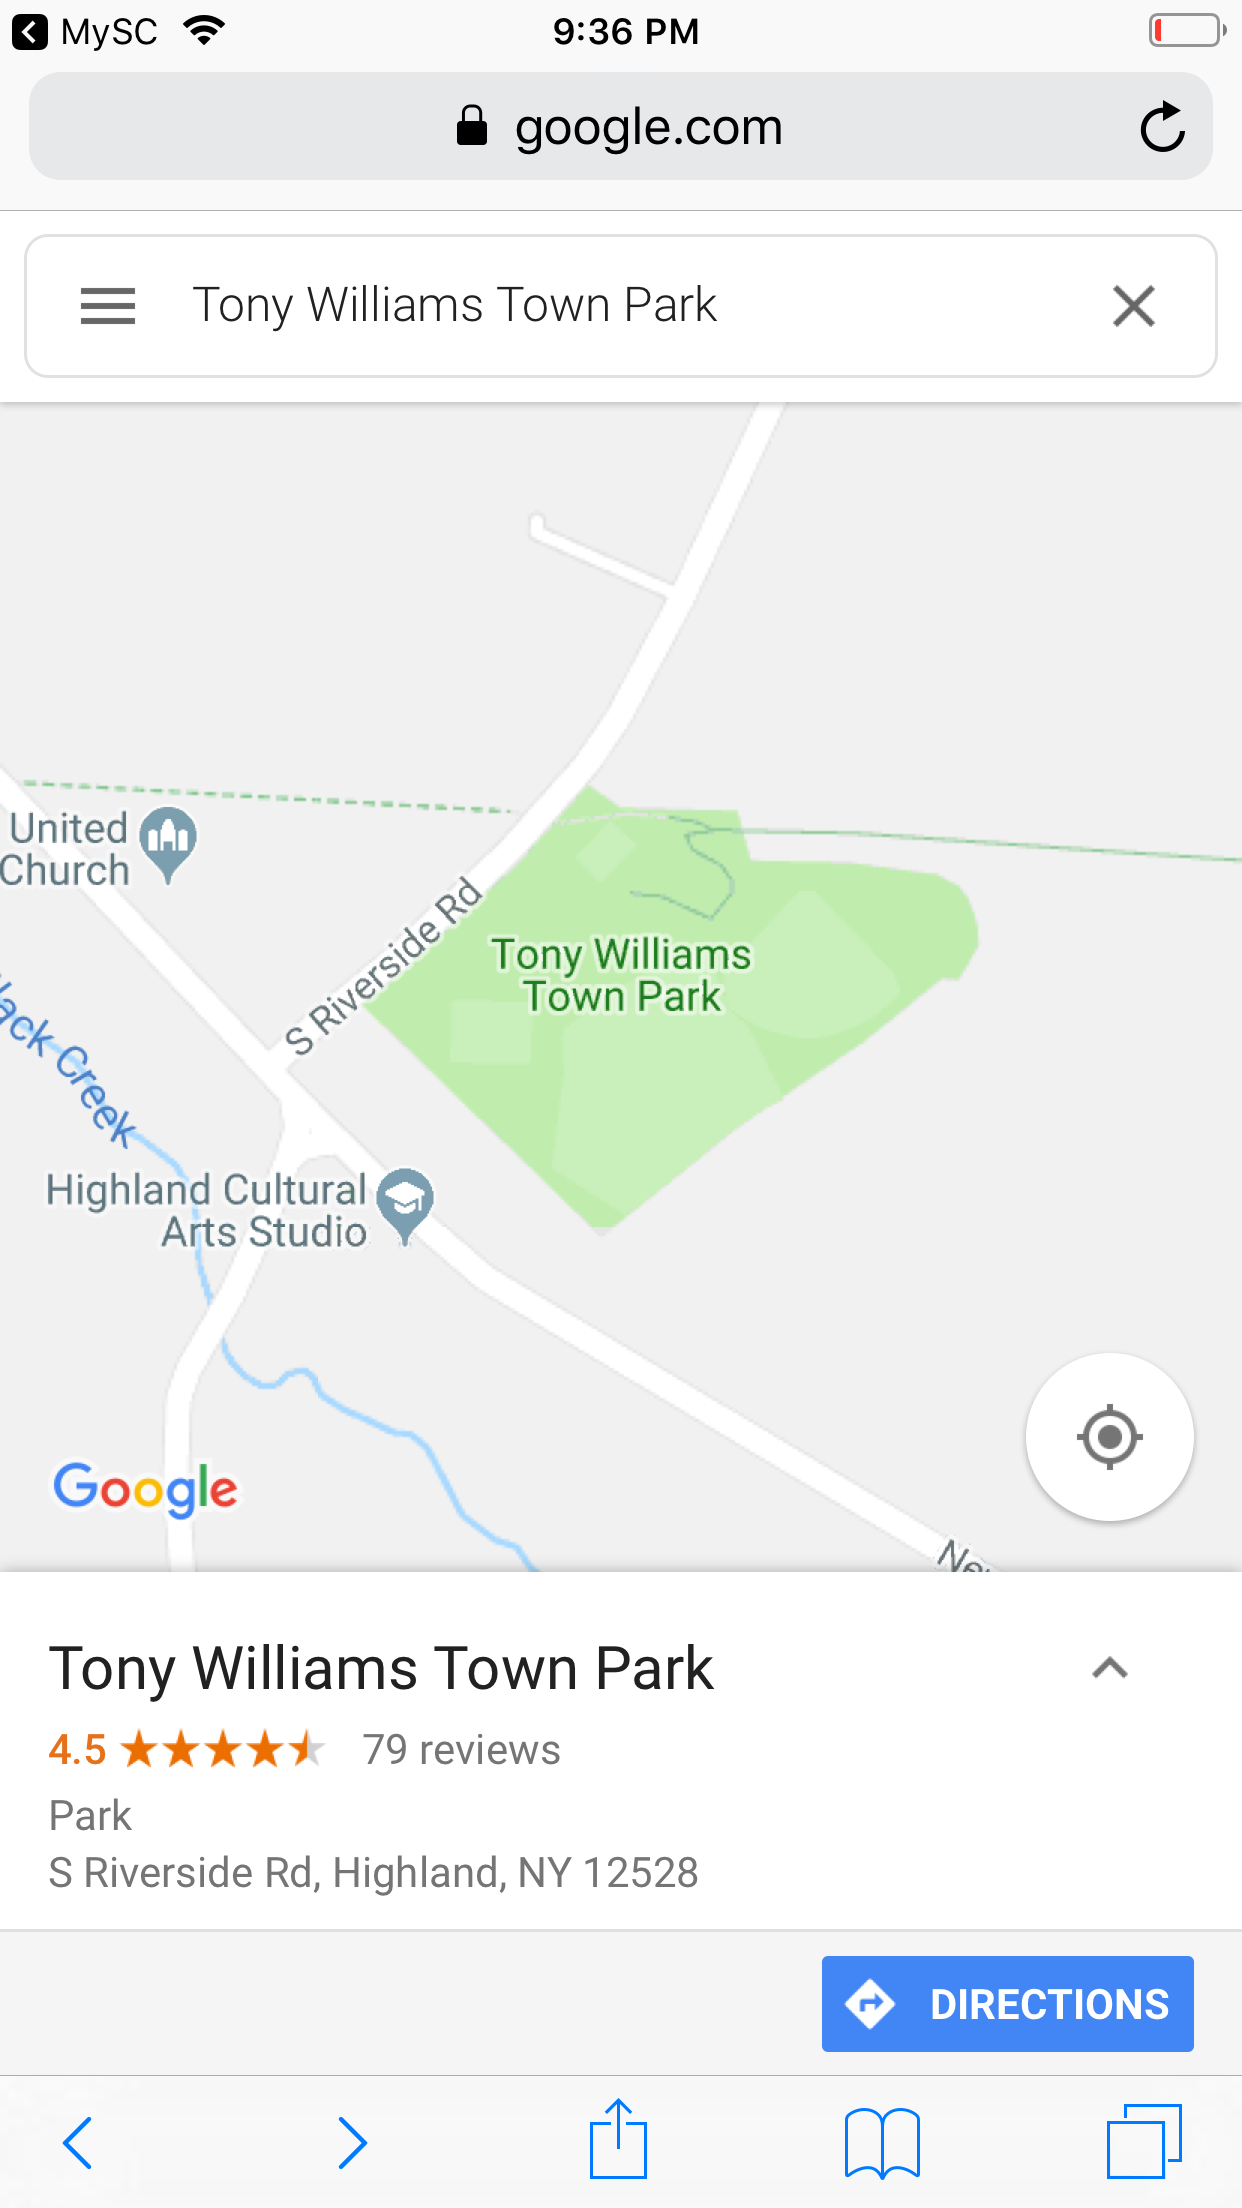 MySC
9:36 PM
google.com
Tony Williams Town Park
United
Church
S Riverside Rd
Tony Williams
Town Park
Creek
Highland Cultural
Arts Studio
Google
Tony Williams Town Park
4.5
79 reviews
Park
S Riverside Rd, Highland, NY 12528
DIRECTIONS